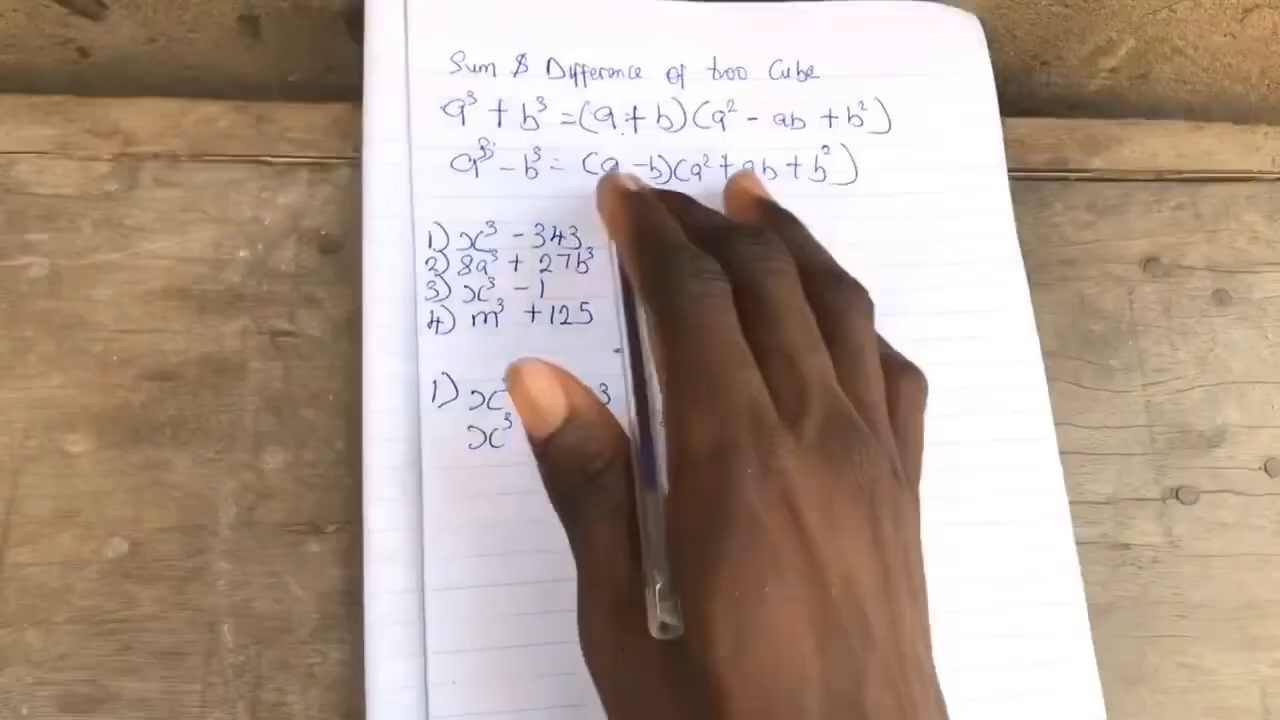 Sum $ Difference of two Cube
a³ + b³ = (a + b)(a² - ab + b²)
a³ - b³ = (a - b)(a² + ab + b²)
1) x³ - 343
2) 8a³ + 27b³
3) x³ - 1
4) m³ + 125
1) x 3
x³